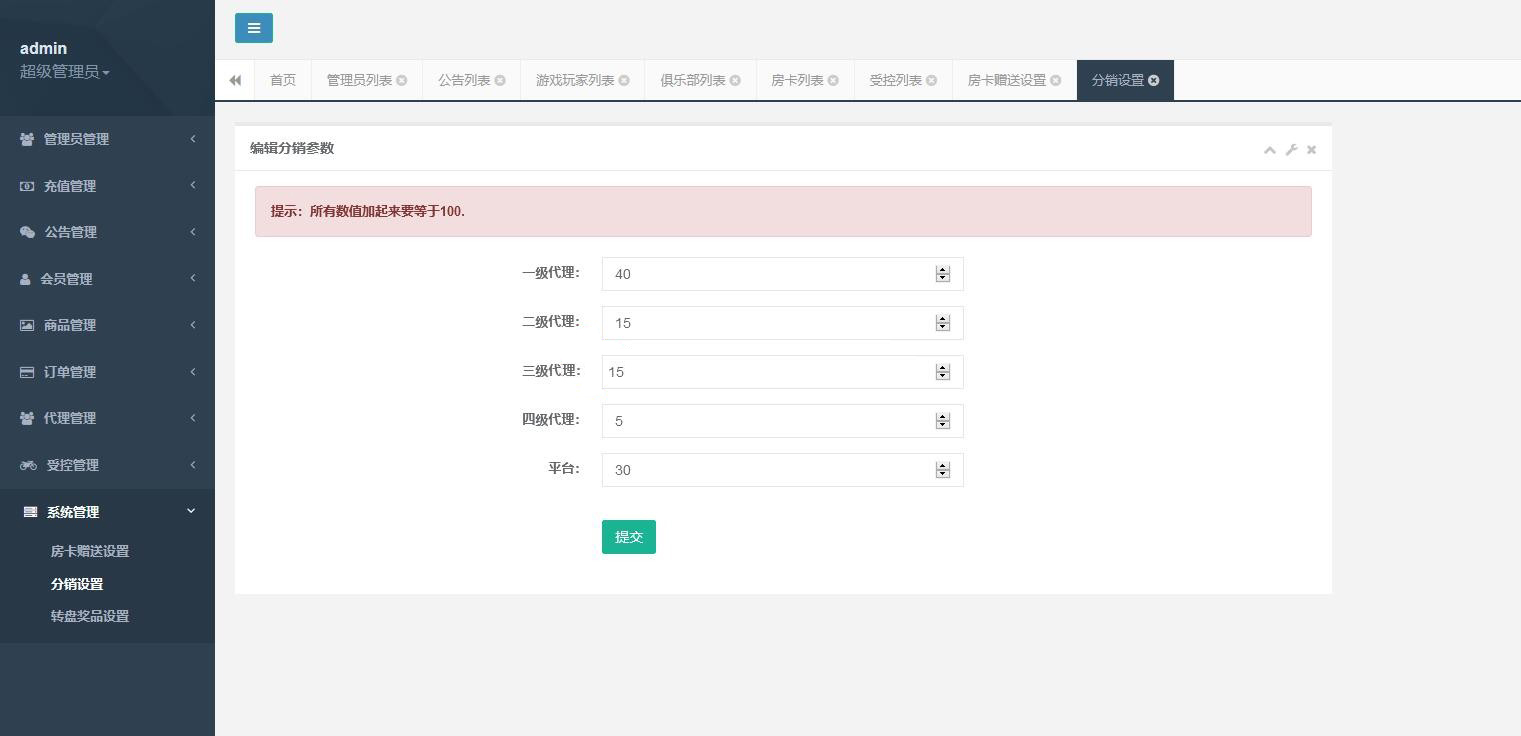 admin
超级管理员
管理员管理
充值管理
公告管理
会员管理
商品管理
订单管理
代理管理
受控管理
系统管理
房卡赠送设置
分销设置
转盘奖品设置
首页 管理员列表 公告列表 游戏玩家列表 俱乐部列表 房卡列表 受控列表 房卡赠送设置 分销设置
编辑分销参数
提示：所有数值加起来要等于100.
一级代理： 40
二级代理： 15
三级代理： 15
四级代理： 5
平台： 30
提交